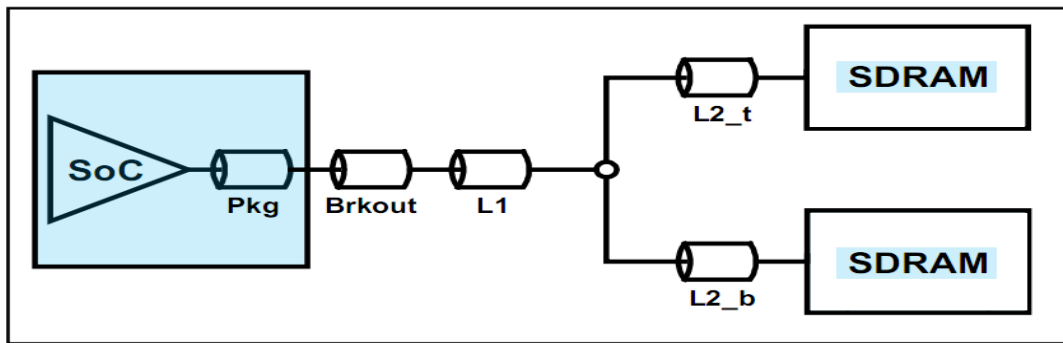 SoC
Pkg
Brkout
L1
L2_t
SDRAM
L2_b
SDRAM